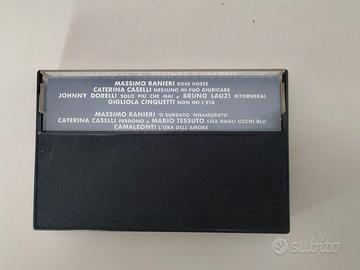 MASSIMO RANIERI ROSE ROSSE
CATERINA CASELLI NESSUNO MI PUÒ GIUDICARE
JOHNNY DORELLI SOLO PIÙ CHE MAI • BRUNO LAUZI RITORNERAI
GIGLIOLA CINQUETTI NON HO L'ETÀ
MASSIMO RANIERI 'O SURDATO 'NNAMURATO
CATERINA CASELLI PERDONO • MARIO TESSUTO LISA DAGLI OCCHI BLU
CAMALEONTI L'ORA DELL'AMORE
subito